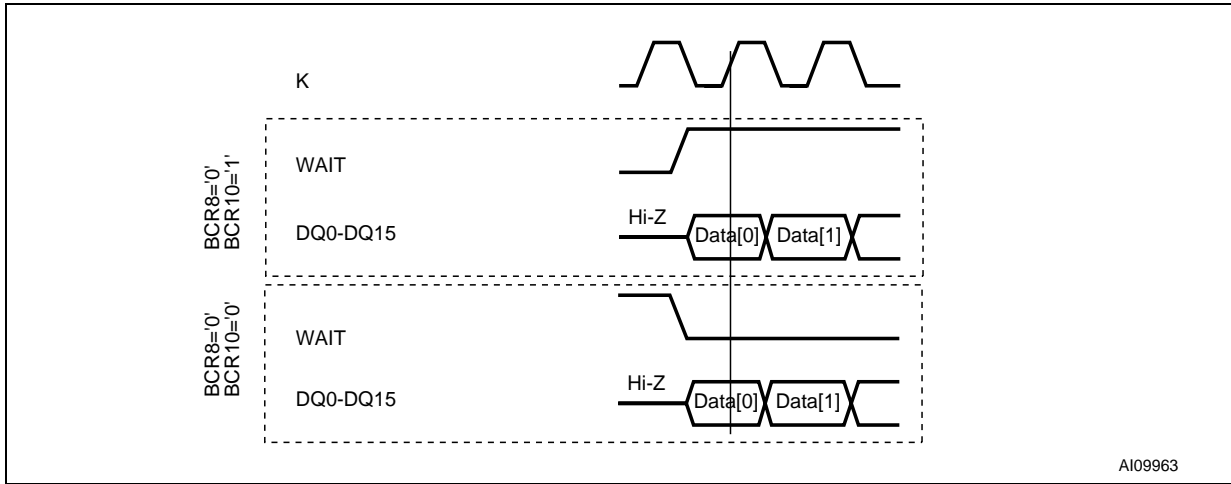 K
BCR8='0'
BCR10='1'
WAIT
Hi-Z
DQ0-DQ15
Data[0]
Data[1]
BCR8='0'
BCR10='0'
WAIT
Hi-Z
DQ0-DQ15
Data[0]
Data[1]
AI09963